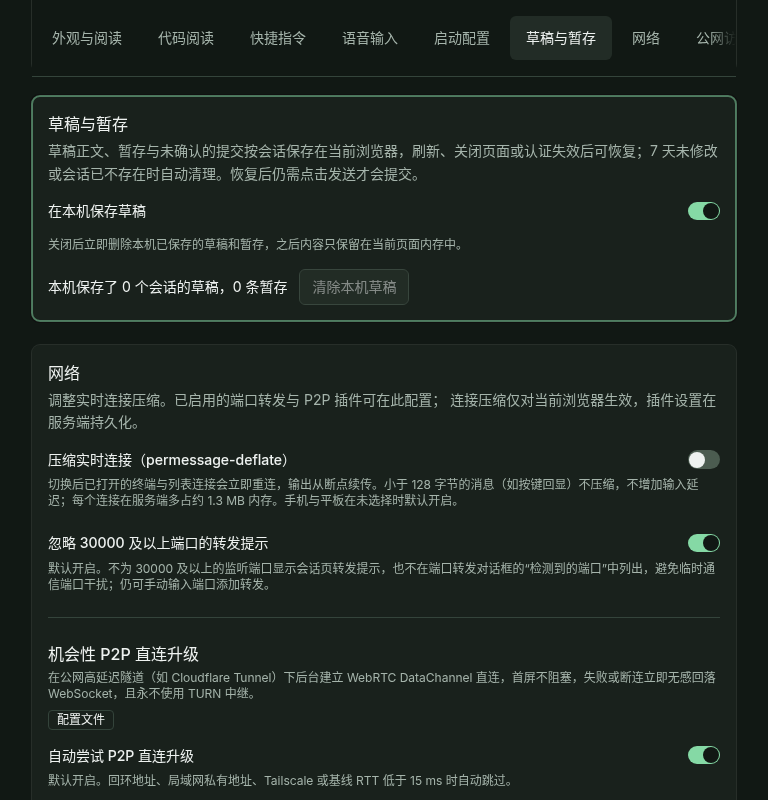 外观与阅读 代码阅读 快捷指令 语音输入 启动配置 草稿与暂存 网络 公网访
草稿与暂存
草稿正文、暂存与未确认的提交按会话保存在当前浏览器，刷新、关闭页面或认证失效后可恢复；7 天未修改
或会话已不存在时自动清理。恢复后仍需点击发送才会提交。
在本机保存草稿
关闭后立即删除本机已保存的草稿和暂存，之后内容只保留在当前页面内存中。
本机保存了 0 个会话的草稿，0 条暂存 清除本机草稿
网络
调整实时连接压缩。已启用的端口转发与 P2P 插件可在此配置； 连接压缩仅对当前浏览器生效，插件设置在
服务端持久化。
压缩实时连接（permessage-deflate）
切换后已打开的终端与列表连接会立即重连，输出从断点续传。小于 128 字节的消息（如按键回显）不压缩，不增加输入延
迟；每个连接在服务端多占约 1.3 MB 内存。手机与平板在未选择时默认开启。
忽略 30000 及以上端口的转发提示
默认开启。不为 30000 及以上的监听端口显示会话页转发提示，也不在端口转发对话框的“检测到的端口”中列出，避免临时通
信端口干扰；仍可手动输入端口添加转发。
机会性 P2P 直连升级
在公网高延迟隧道（如 Cloudflare Tunnel）下后台建立 WebRTC DataChannel 直连，首屏不阻塞，失败或断连立即无感回落
WebSocket，且永不使用 TURN 中继。
配置文件
自动尝试 P2P 直连升级
默认开启。回环地址、局域网私有地址、Tailscale 或基线 RTT 低于 15 ms 时自动跳过。